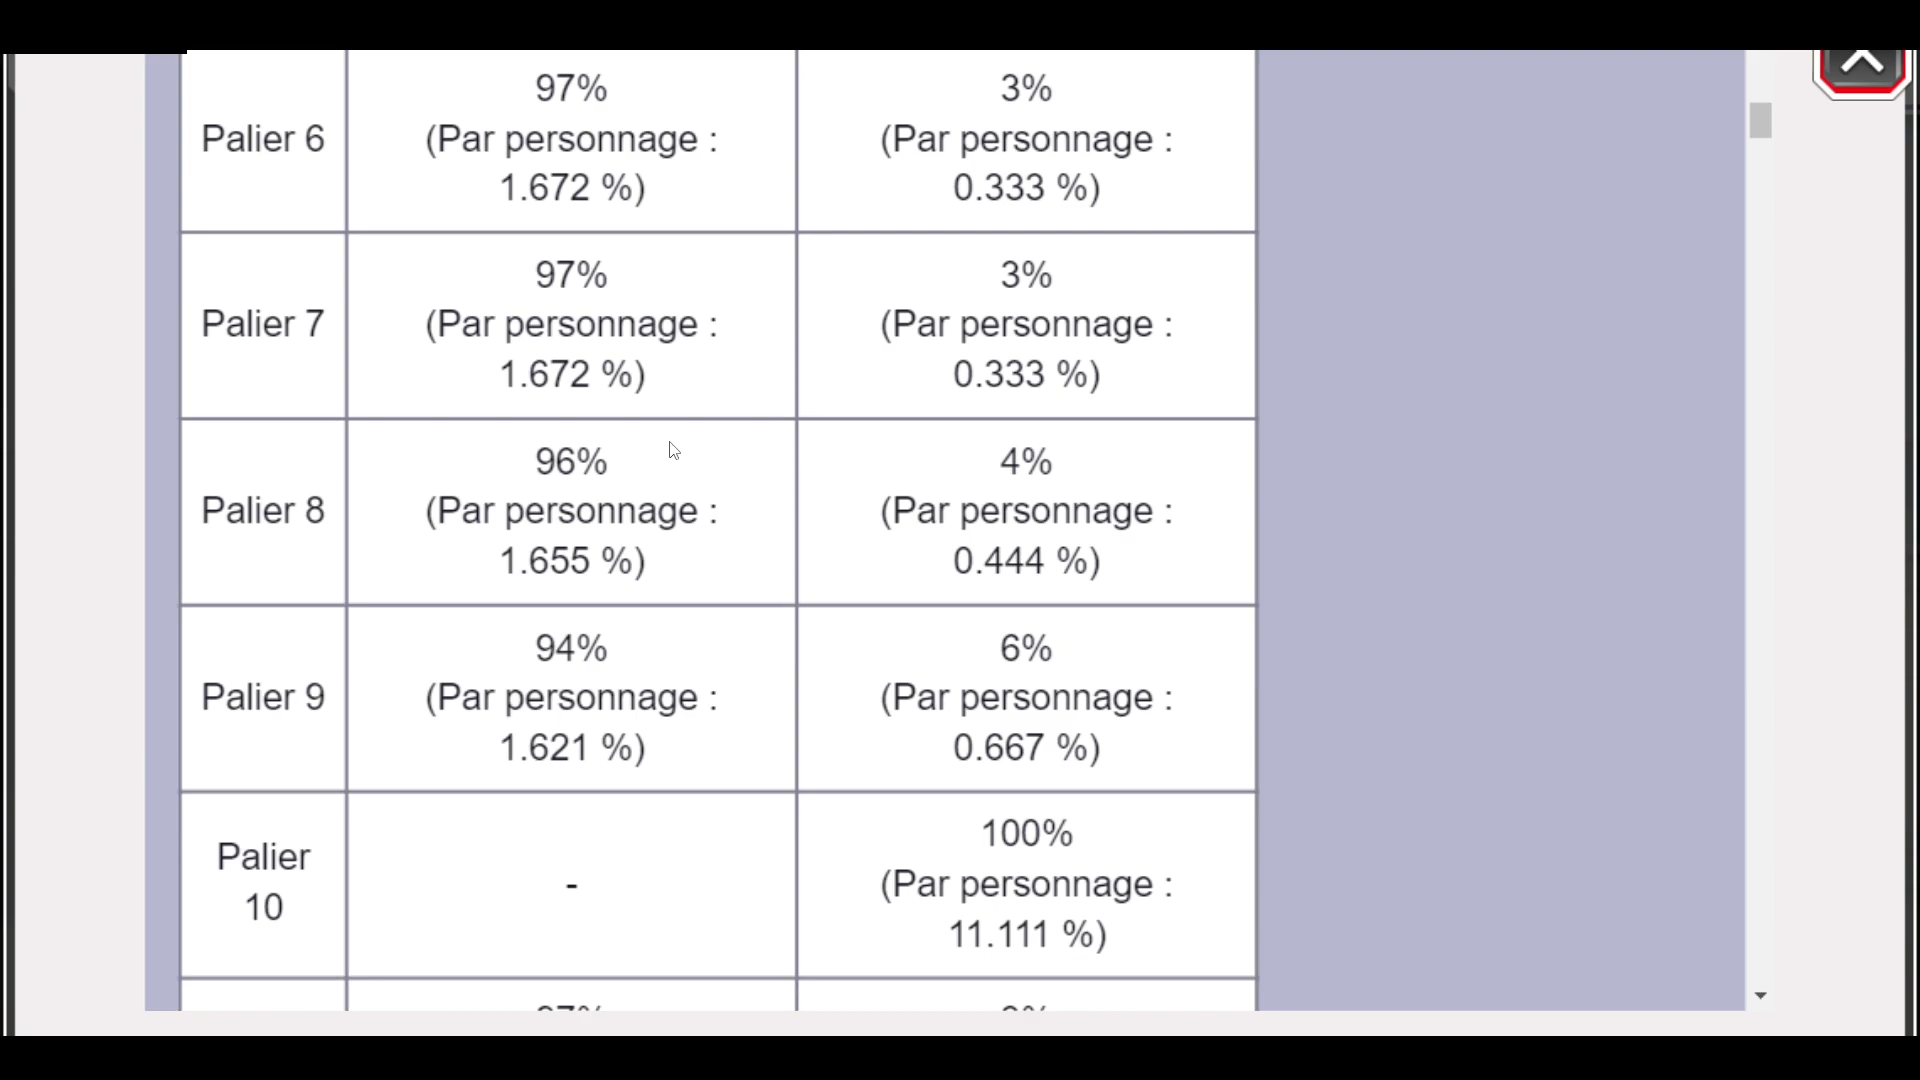 97%
3%
Palier 6
(Par personnage :
1.672 %)
(Par personnage :
0.333 %)
97%
3%
Palier 7
(Par personnage :
1.672 %)
(Par personnage :
0.333 %)
96%
4%
Palier 8
(Par personnage :
1.655 %)
(Par personnage :
0.444 %)
94%
6%
Palier 9
(Par personnage :
1.621 %)
(Par personnage :
0.667 %)
Palier
10
-
100%
(Par personnage :
11.111 %)